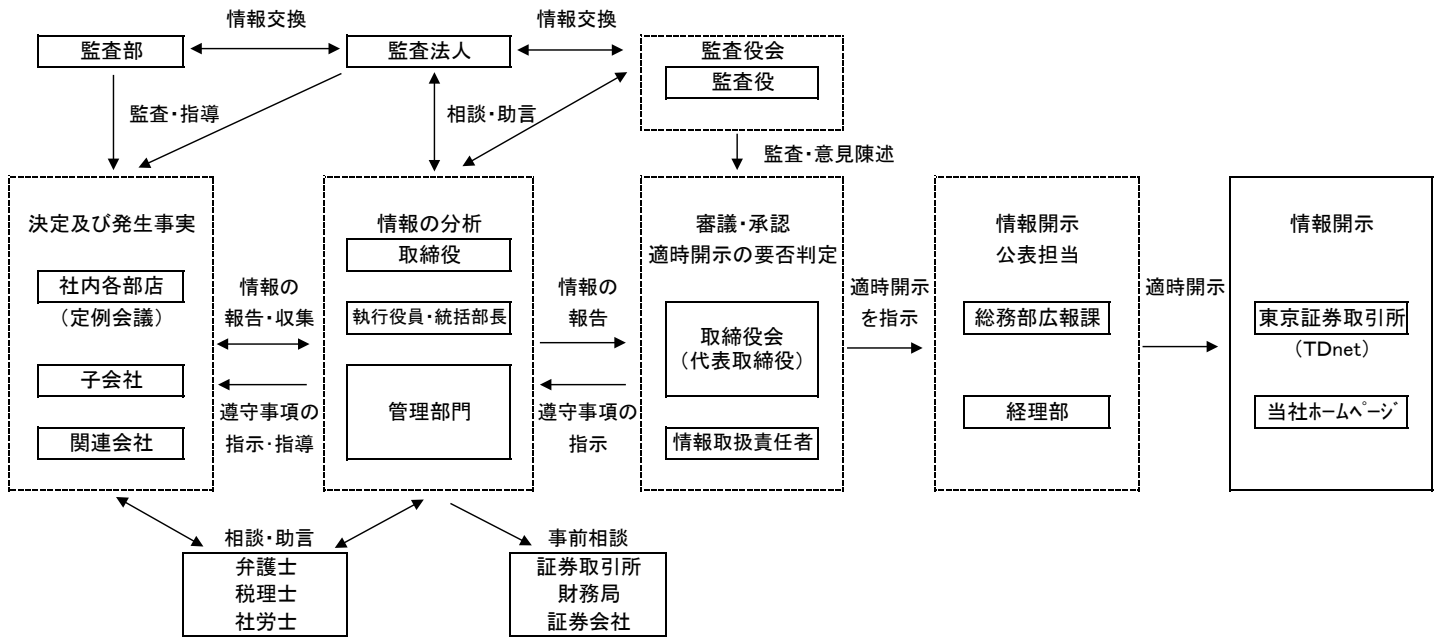 情報交換
情報交換
監査部
監査法人
監査役会
監査役
監査・指導
相談・助言
監査・意見陳述
決定及び発生事実
社内各部店
（定例会議）
子会社
関連会社
情報の
報告・収集
遵守事項の
指示・指導
情報の分析
取締役
執行役員・統括部長
管理部門
情報の
報告
遵守事項の
指示
審議・承認
適時開示の要否判定
取締役会
（代表取締役）
情報取扱責任者
適時開示
を指示
情報開示
公表担当
総務部広報課
経理部
適時開示
情報開示
東京証券取引所
（TDnet）
当社ホームページ
相談・助言
弁護士
税理士
社労士
事前相談
証券取引所
財務局
証券会社